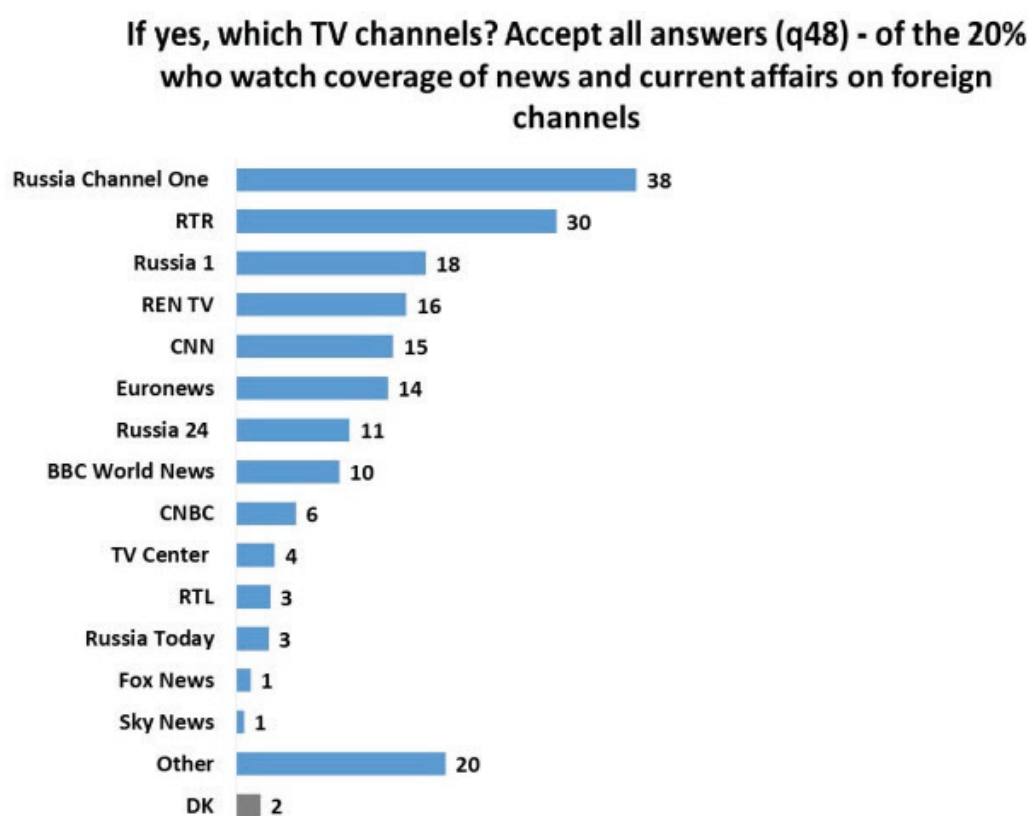 If yes, which TV channels? Accept all answers (q48) - of the 20%
who watch coverage of news and current affairs on foreign
channels
Russia Channel One 38
RTR 30
Russia 1 18
REN TV 16
CNN 15
Euronews 14
Russia 24 11
BBC World News 10
CNBC 6
TV Center 4
RTL 3
Russia Today 3
Fox News 1
Sky News 1
Other 20
DK 2